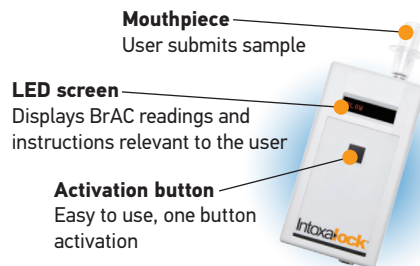 Mouthpiece
User submits sample
LED screen
Displays BrAC readings and
instructions relevant to the user
Activation button
Easy to use, one button
activation
Intoxalock